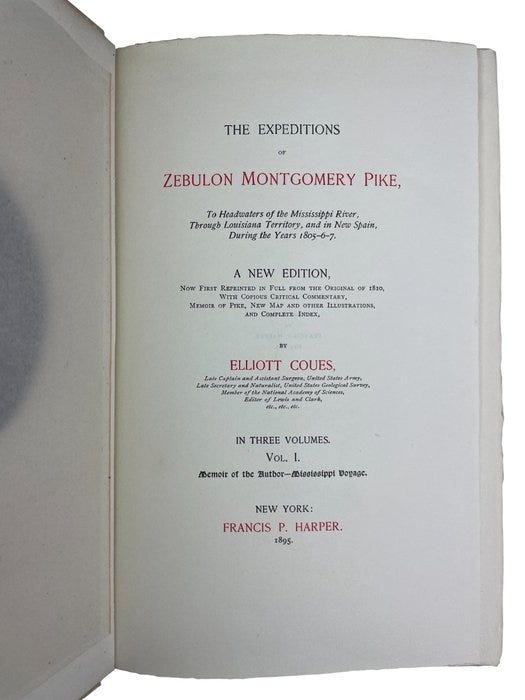 THE EXPEDITIONS
OF
ZEBULON MONTGOMERY PIKE,
To Headwaters of the Mississippi River,
Through Louisiana Territory, and in New Spain,
During the Years 1805-6-7.
A NEW EDITION,
NOW FIRST REPRINTED IN FULL FROM THE ORIGINAL OF 1810,
WITH COPIOUS CRITICAL COMMENTARY,
MEMOIR OF PIKE, NEW MAP AND OTHER ILLUSTRATIONS,
AND COMPLETE INDEX,
BY
ELLIOTT COUES,
Late Captain and Assistant Surgeon, United States Army,
Late Secretary and Naturalist, United States Geological Survey,
Member of the National Academy of Sciences,
Editor of Lewis and Clark,
etc., etc., etc.
IN THREE VOLUMES.
VOL. I.
Memoir of the Author—Mississippi Voyage.
NEW YORK:
FRANCIS P. HARPER.
1895.